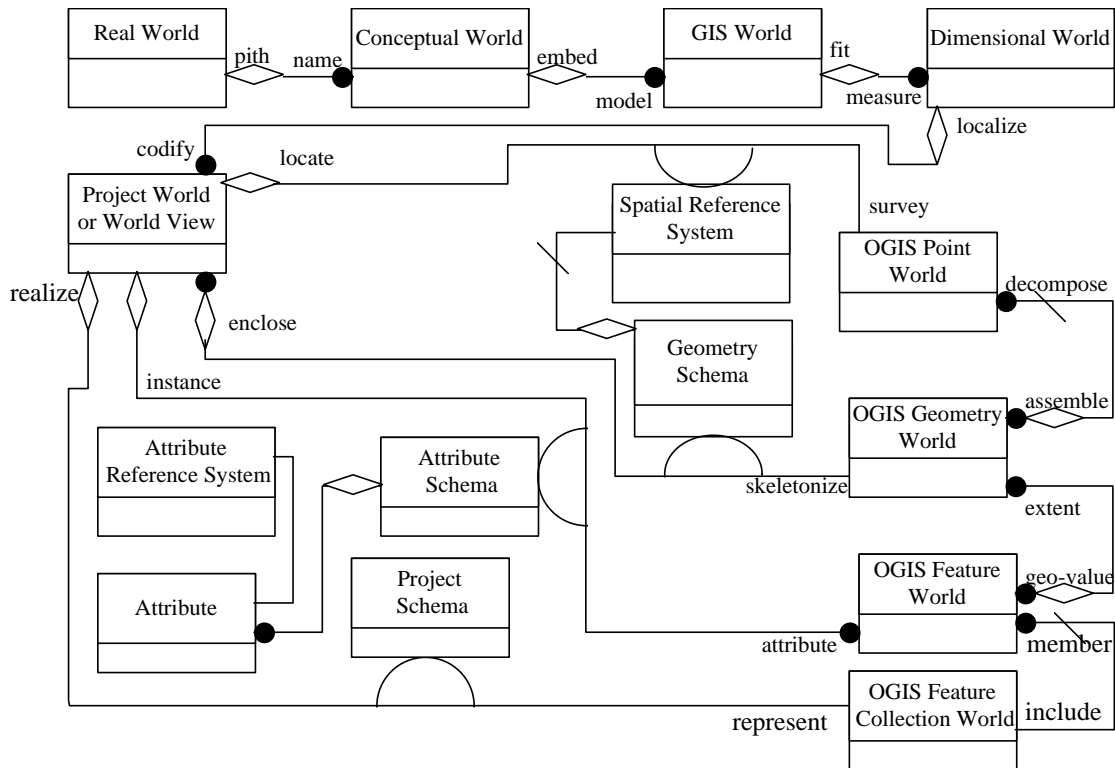 Real World
Conceptual World
GIS World
Dimensional World
pith
name
embed
model
fit
measure
localize
codify
locate
Project World
or World View
Spatial Reference
System
survey
OGIS Point
World
realize
enclose
decompose
Geometry
Schema
instance
assemble
OGIS Geometry
World
Attribute
Reference System
Attribute
Schema
skeletonize
extent
Project
Schema
OGIS Feature
World
geo-value
Attribute
attribute
member
OGIS Feature
Collection World
represent
include